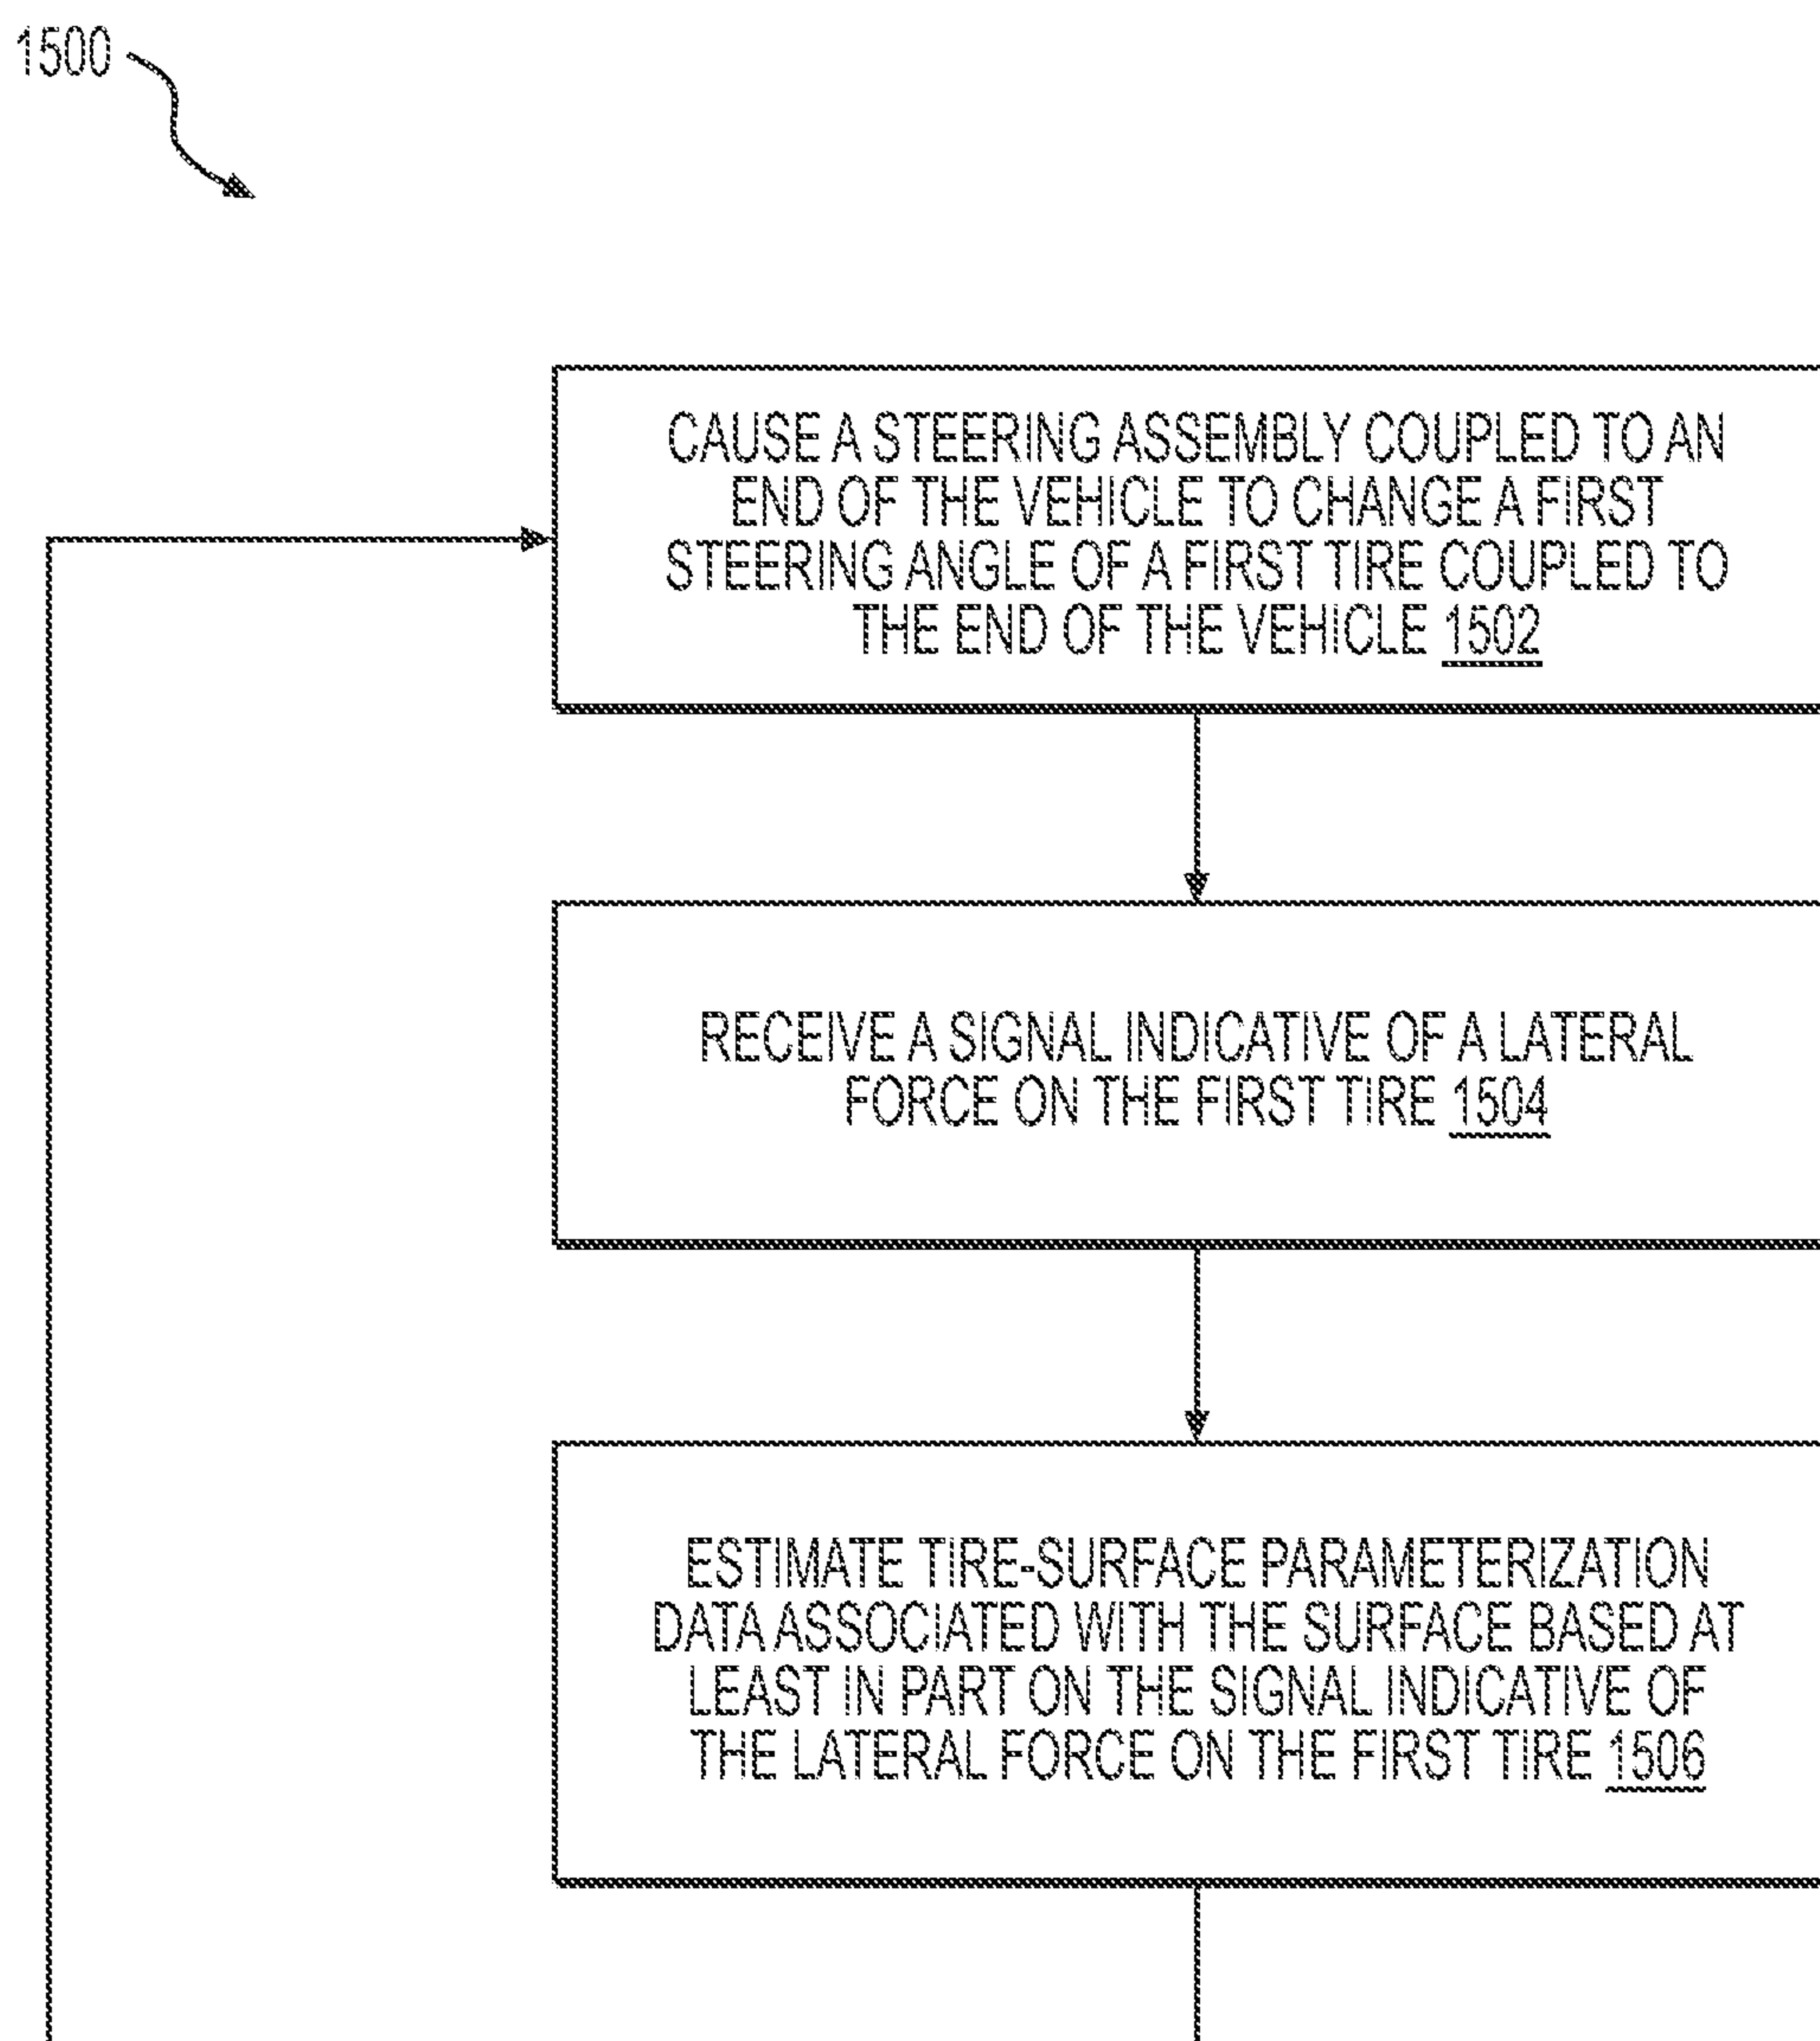 1500
CAUSE A STEERING ASSEMBLY COUPLED TO AN
END OF THE VEHICLE TO CHANGE A FIRST
STEERING ANGLE OF A FIRST TIRE COUPLED TO
THE END OF THE VEHICLE 1502
RECEIVE A SIGNAL INDICATIVE OF A LATERAL
FORCE ON THE FIRST TIRE 1504
ESTIMATE TIRE-SURFACE PARAMETERIZATION
DATA ASSOCIATED WITH THE SURFACE BASED AT
LEAST IN PART ON THE SIGNAL INDICATIVE OF
THE LATERAL FORCE ON THE FIRST TIRE 1506